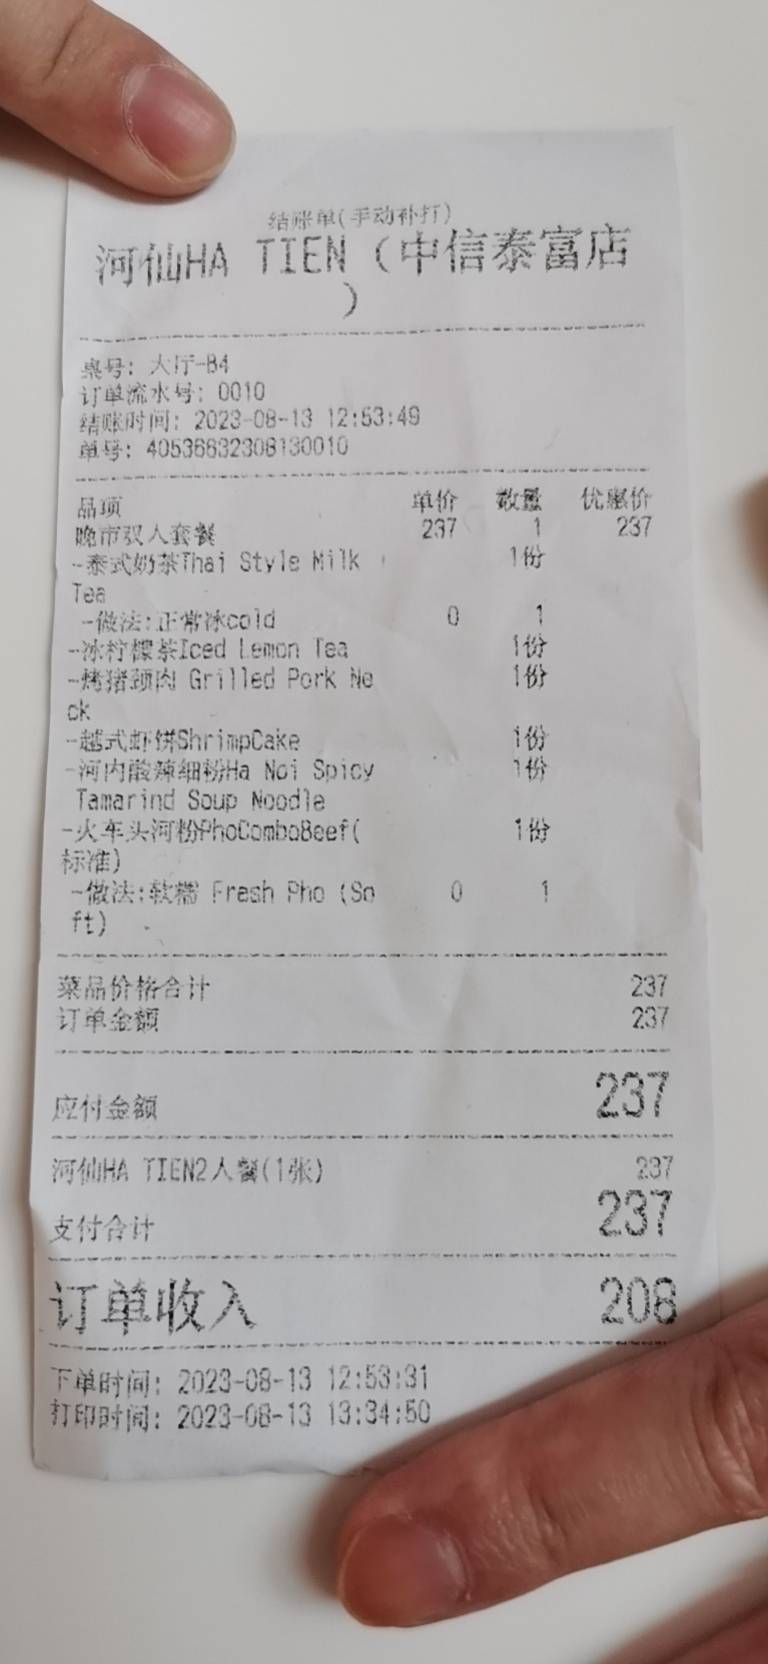 结账单(手动补打)
河仙HA TIEN (中信泰富店
)
桌号: 大厅-B4
订单流水号: 0010
结账时间: 2023-08-13 12:53:49
单号: 40536632308130010
品项 单价 数量 优惠价
晚市双人套餐 237 1 237
-泰式奶茶Thai Style Milk 1份
Tea
-做法:正常冰cold 0 1
-冰柠檬茶Iced Lemon Tea 1份
-烤猪颈肉 Grilled Pork Ne 1份
ck
-越式虾饼ShrimpCake 1份
-河内酸辣细粉Ha Noi Spicy 1份
Tamarind Soup Noodle
-火车头河粉PhoComboBeef( 1份
标准)
-做法:软糯 Fresh Pho (So 0 1
ft)
菜品价格合计 237
订单金额 237
应付金额 237
河仙HA TIEN2人餐(1张) 237
支付合计 237
订单收入 208
下单时间: 2023-08-13 12:53:31
打印时间: 2023-08-13 13:34:50